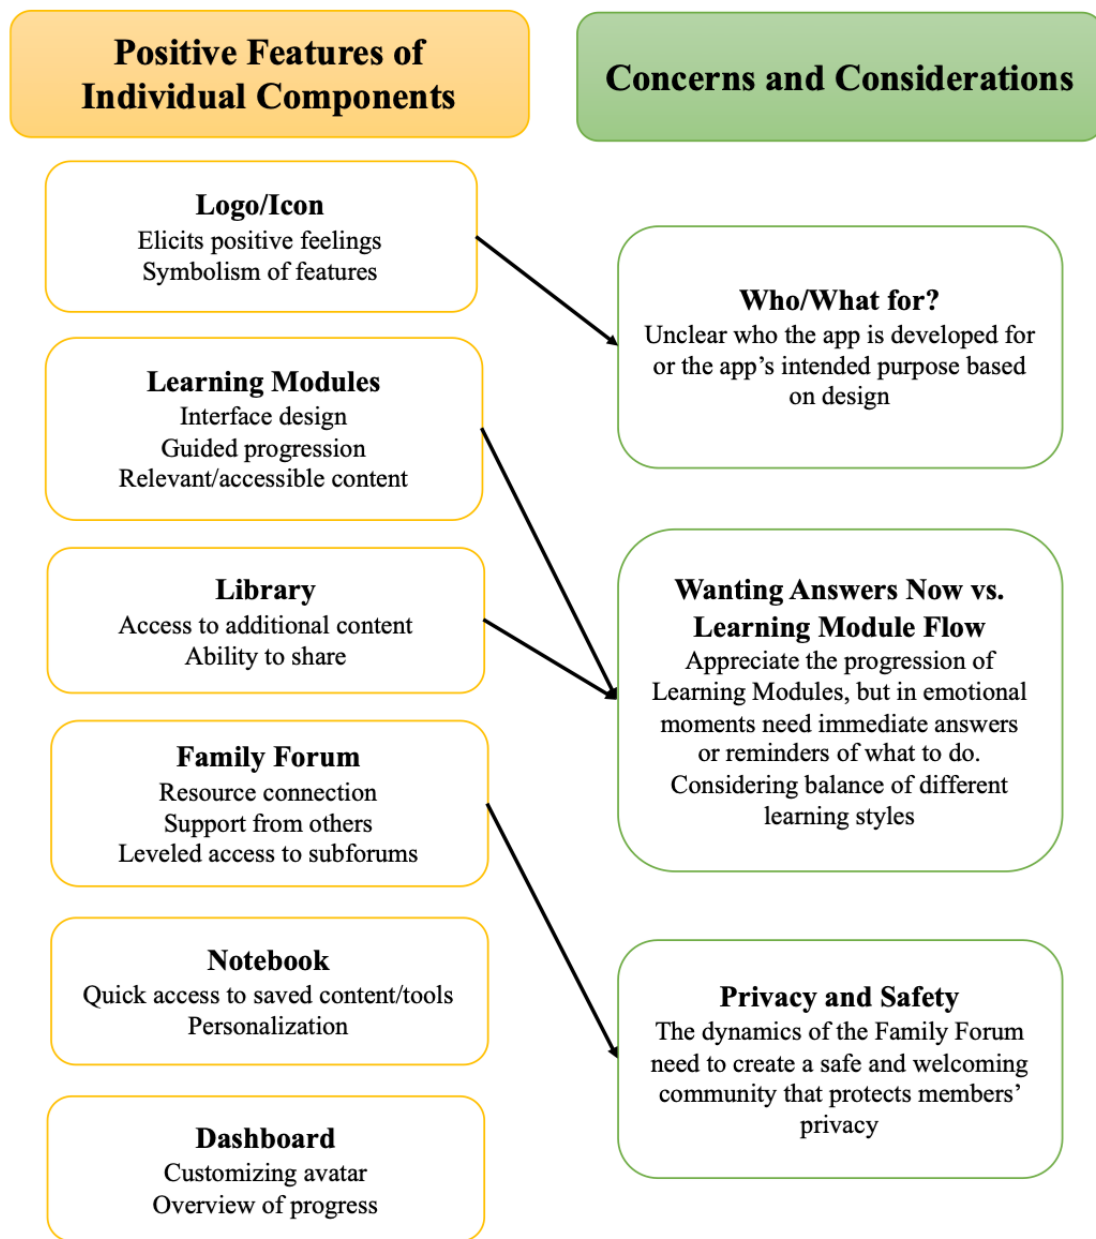 Positive Features of
Individual Components
Concerns and Considerations
Logo/Icon
Elicits positive feelings
Symbolism of features
Learning Modules
Interface design
Guided progression
Relevant/accessible content
Library
Access to additional content
Ability to share
Family Forum
Resource connection
Support from others
Leveled access to subforums
Notebook
Quick access to saved content/tools
Personalization
Dashboard
Customizing avatar
Overview of progress
Who/What for?
Unclear who the app is developed for
or the app’s intended purpose based
on design
Wanting Answers Now vs.
Learning Module Flow
Appreciate the progression of
Learning Modules, but in emotional
moments need immediate answers
or reminders of what to do.
Considering balance of different
learning styles
Privacy and Safety
The dynamics of the Family Forum
need to create a safe and welcoming
community that protects members’
privacy